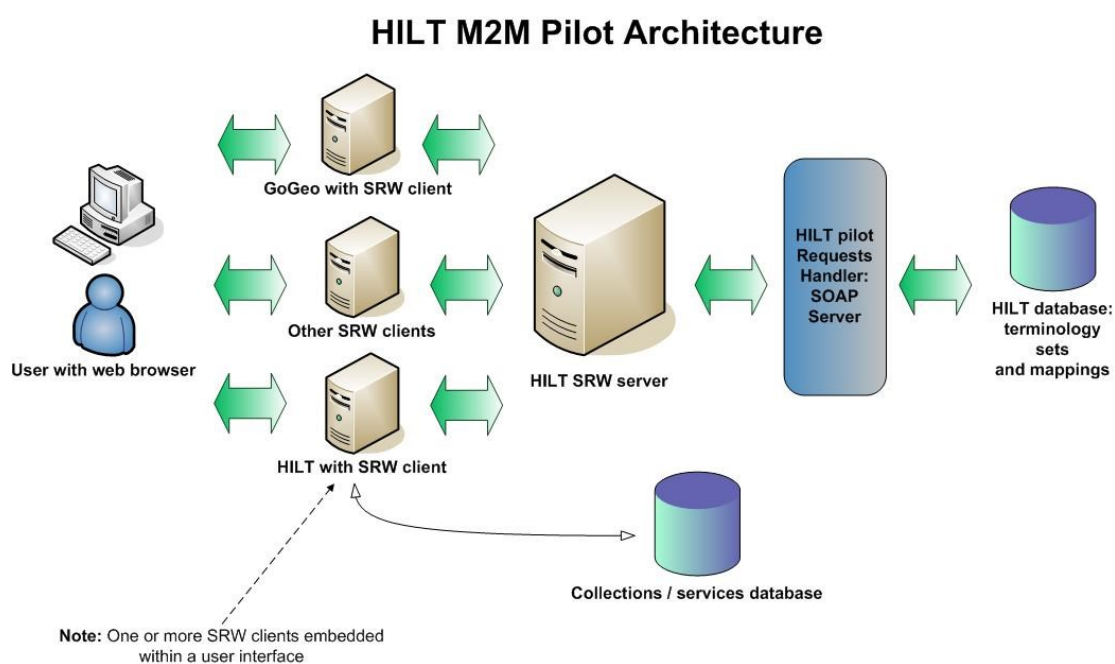 HILT M2M Pilot Architecture
GoGeo with SRW client
User with web browser
Other SRW clients
HILT with SRW client
HILT SRW server
HILT pilot
Requests
Handler:
SOAP
Server
HILT database:
terminology
sets
and mappings
Collections / services database
Note: One or more SRW clients embedded
within a user interface